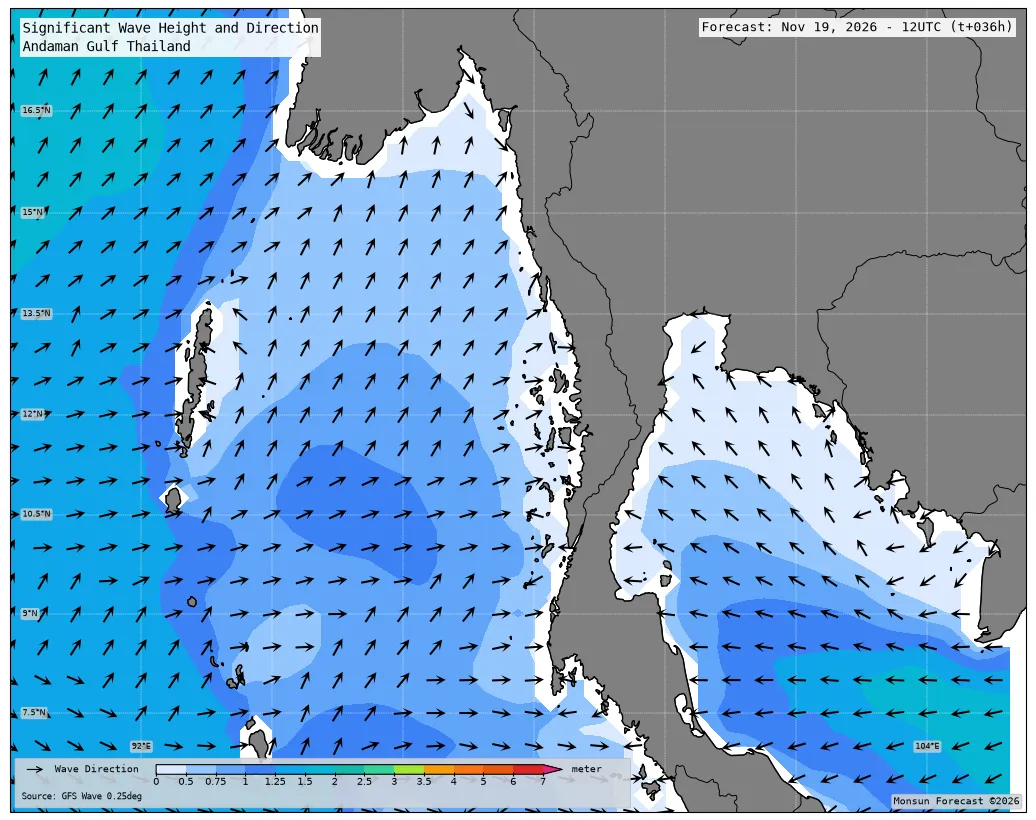 Significant Wave Height and Direction
Andaman Gulf Thailand
Forecast: Nov 19, 2026 - 12UTC (t+036h)
16.5°N
15°N
13.5°N
12°N
10.5°N
9°N
7.5°N
92°E
104°E
Wave Direction
meter
0 0.5 0.75 1 1.25 1.5 2 2.5 3 3.5 4 5 6 7
Source: GFS Wave 0.25deg
Monsun Forecast ©2026